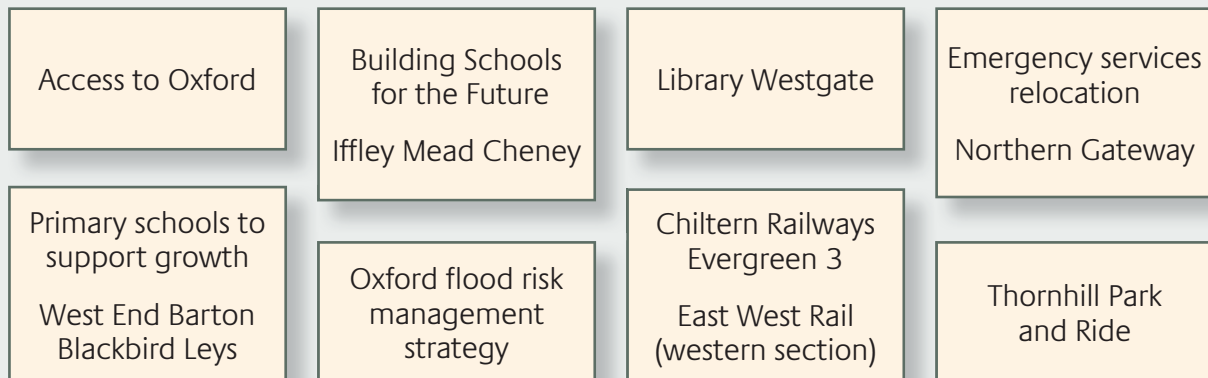 Access to Oxford
Building Schools
for the Future
Iffley Mead Cheney
Library Westgate
Emergency services
relocation
Northern Gateway
Primary schools to
support growth
West End Barton
Blackbird Leys
Oxford flood risk
management
strategy
Chiltern Railways
Evergreen 3
East West Rail
(western section)
Thornhill Park
and Ride